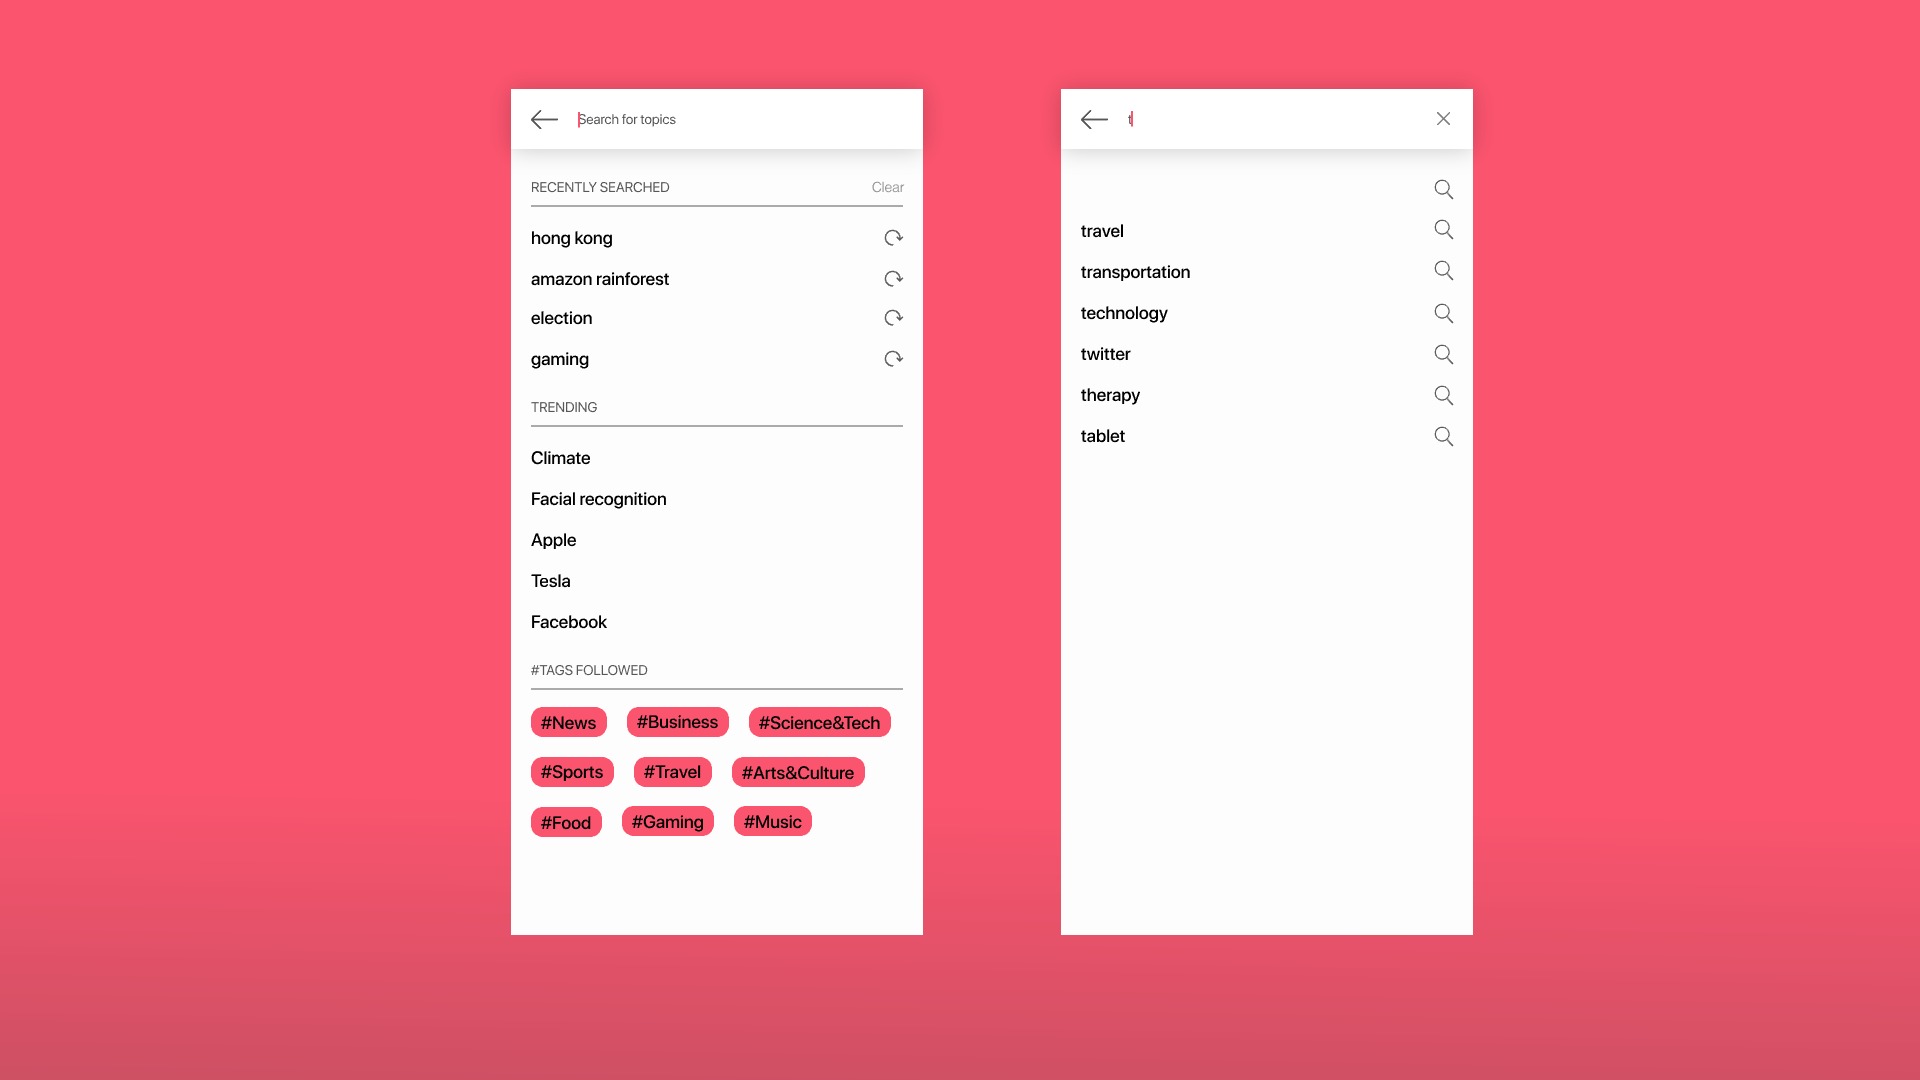 Search for topics
RECENTLY SEARCHED Clear
hong kong
amazon rainforest
election
gaming
TRENDING
Climate
Facial recognition
Apple
Tesla
Facebook
#TAGS FOLLOWED
#News #Business #Science&Tech
#Sports #Travel #Arts&Culture
#Food #Gaming #Music
t
travel
transportation
technology
twitter
therapy
tablet